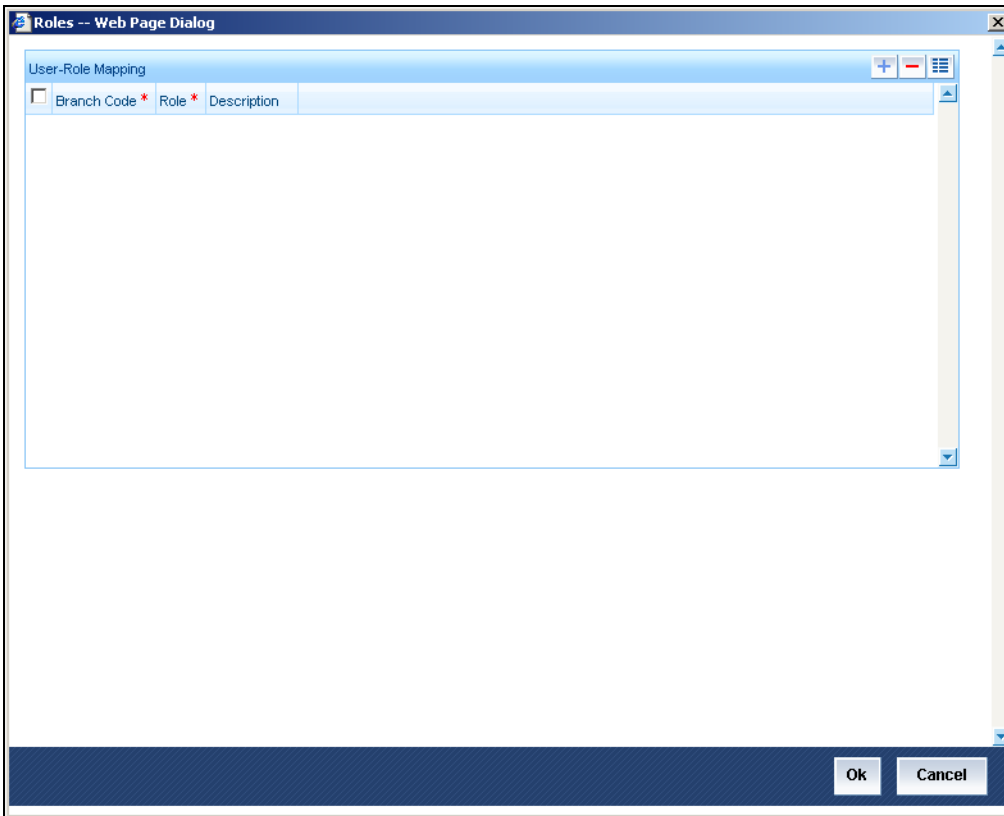 Roles -- Web Page Dialog
User-Role Mapping
Branch Code * Role * Description
Ok Cancel